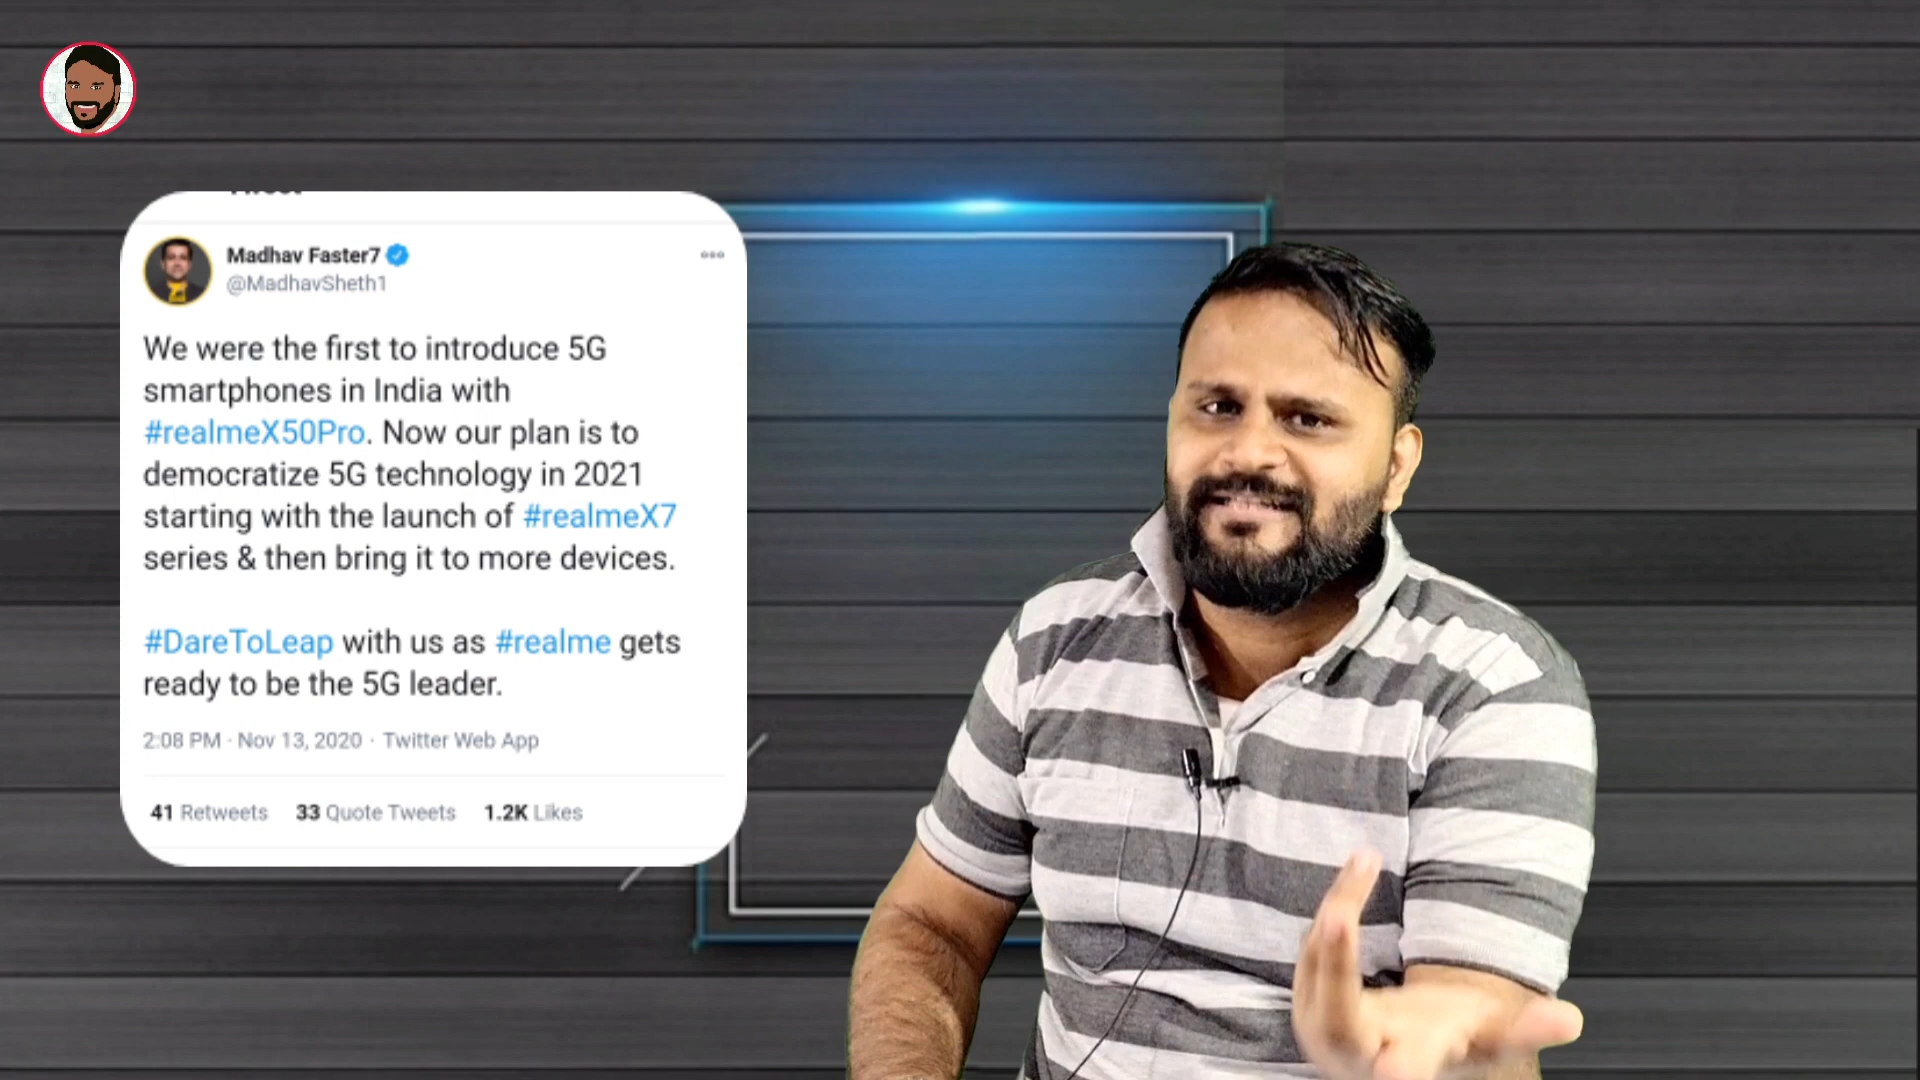 Madhav Faster7
@MadhavSheth1
We were the first to introduce 5G
smartphones in India with
#realmeX50Pro. Now our plan is to
democratize 5G technology in 2021
starting with the launch of #realmeX7
series & then bring it to more devices.
#DareToLeap with us as #realme gets
ready to be the 5G leader.
2:08 PM · Nov 13, 2020 · Twitter Web App
41 Retweets 33 Quote Tweets 1.2K Likes